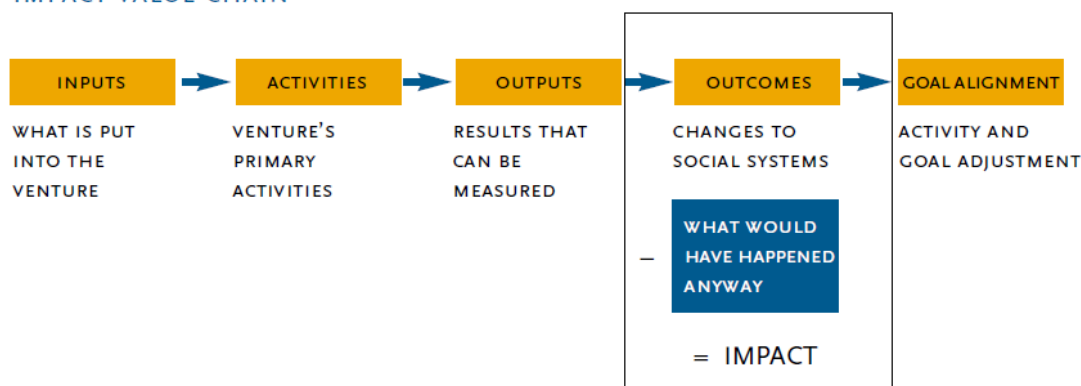 INPUTS
ACTIVITIES
OUTPUTS
OUTCOMES
GOAL ALIGNMENT
WHAT IS PUT
INTO THE
VENTURE
VENTURE'S
PRIMARY
ACTIVITIES
RESULTS THAT
CAN BE
MEASURED
CHANGES TO
SOCIAL SYSTEMS
ACTIVITY AND
GOAL ADJUSTMENT
– WHAT WOULD
HAVE HAPPENED
ANYWAY
= IMPACT